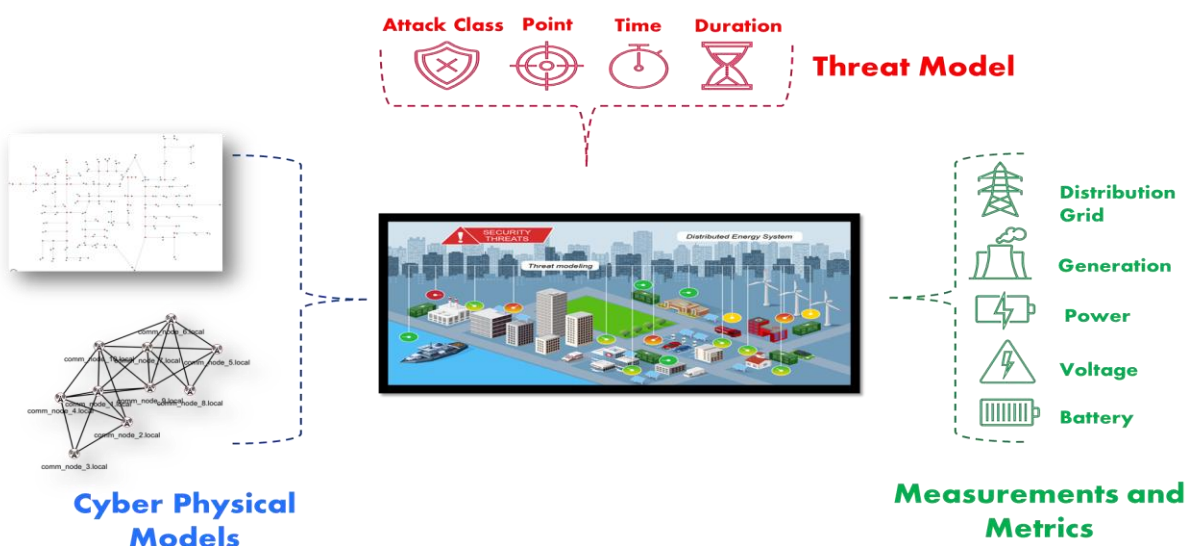 Attack Class Point Time Duration
Threat Model
SECURITY
THREATS
Distributed Energy System
Threat modeling
Distribution
Grid
Generation
Power
Voltage
Battery
comm_node_6.local
comm_node_5.local
comm_node_8.local
comm_node_4.local
comm_node_2.local
comm_node_3.local
Cyber Physical
Models
Measurements and
Metrics